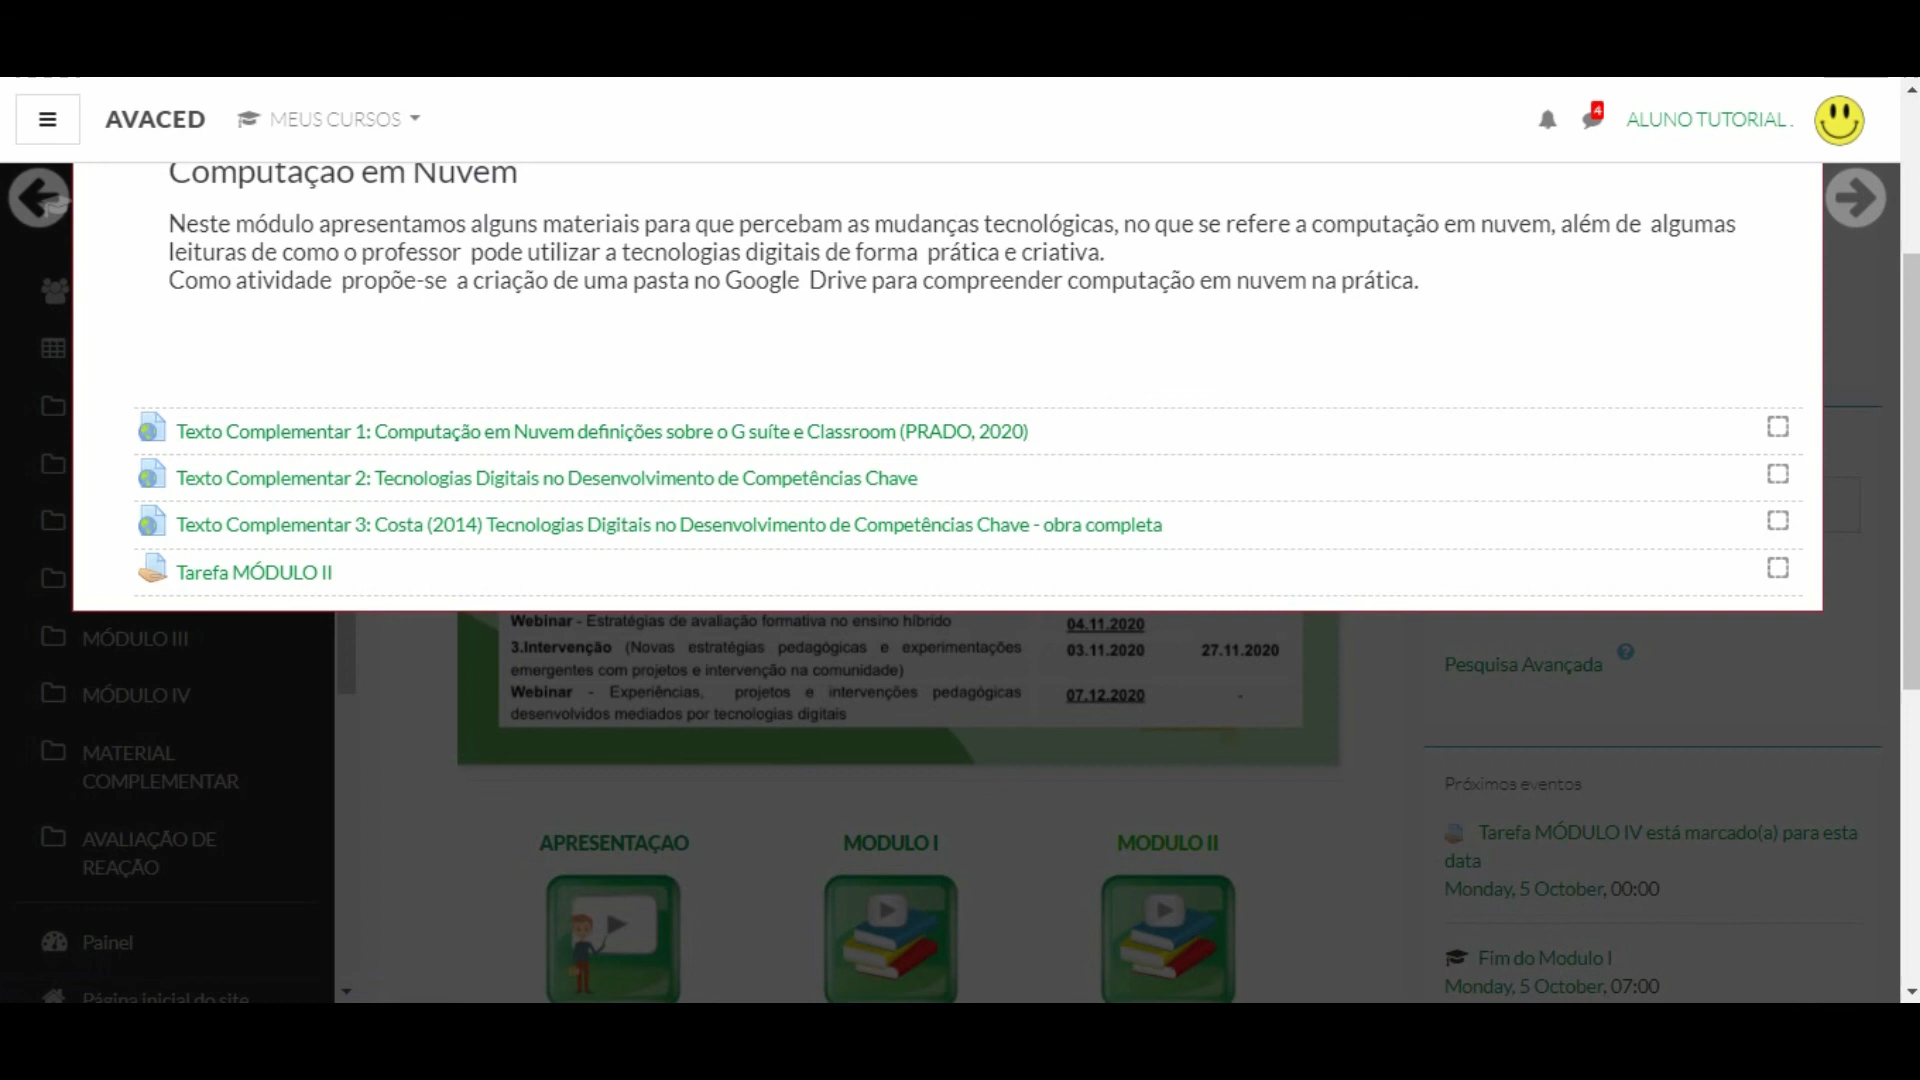 AVACED MEUS CURSOS 4 ALUNO TUTORIAL .
Computação em Nuvem
Neste módulo apresentamos alguns materiais para que percebam as mudanças tecnológicas, no que se refere a computação em nuvem, além de algumas
leituras de como o professor pode utilizar a tecnologias digitais de forma prática e criativa.
Como atividade propõe-se a criação de uma pasta no Google Drive para compreender computação em nuvem na prática.
Texto Complementar 1: Computação em Nuvem definições sobre o G suíte e Classroom (PRADO, 2020)
Texto Complementar 2: Tecnologias Digitais no Desenvolvimento de Competências Chave
Texto Complementar 3: Costa (2014) Tecnologias Digitais no Desenvolvimento de Competências Chave - obra completa
Tarefa MÓDULO II
MÓDULO III
MÓDULO IV
MATERIAL
COMPLEMENTAR
AVALIAÇÃO DE
REAÇÃO
Painel
Página inicial do site
Webinar - Estratégias de avaliação formativa no ensino híbrido 04.11.2020
3.Intervenção (Novas estratégias pedagógicas e experimentações 03.11.2020 27.11.2020
emergentes com projetos e intervenção na comunidade)
Webinar - Experiências, projetos e intervenções pedagógicas 07.12.2020 -
desenvolvidos mediados por tecnologias digitais
APRESENTAÇAO MODULO I MODULO II
Pesquisa Avançada
Próximos eventos
Tarefa MÓDULO IV está marcado(a) para esta
data
Monday, 5 October, 00:00
Fim do Modulo I
Monday, 5 October, 07:00